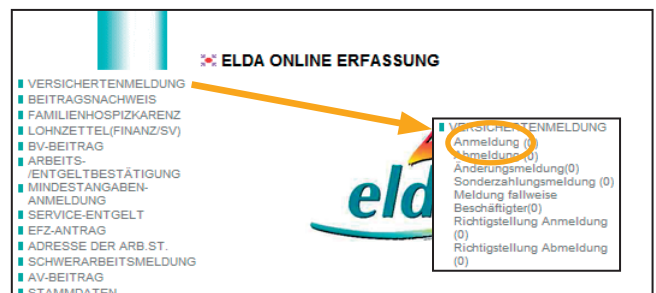 ELDA ONLINE ERFASSUNG
VERSICHERTENMELDUNG
BEITRAGSNACHWEIS
FAMILIENHOSPIZKARENZ
LOHNZETTEL(FINANZ/SV)
BV-BEITRAG
ARBEITS-
/ENTGELTBESTÄTIGUNG
MINDESTANGABEN-
ANMELDUNG
SERVICE-ENTGELT
EFZ-ANTRAG
ADRESSE DER ARB.ST.
SCHWERARBEITSMELDUNG
AV-BEITRAG
STAMMDATEN
eld
VERSICHERTENMELDUNG
Anmeldung (0)
Abmeldung (0)
Änderungsmeldung(0)
Sonderzahlungsmeldung (0)
Meldung fallweise
Beschäftigter(0)
Richtigstellung Anmeldung
(0)
Richtigstellung Abmeldung
(0)